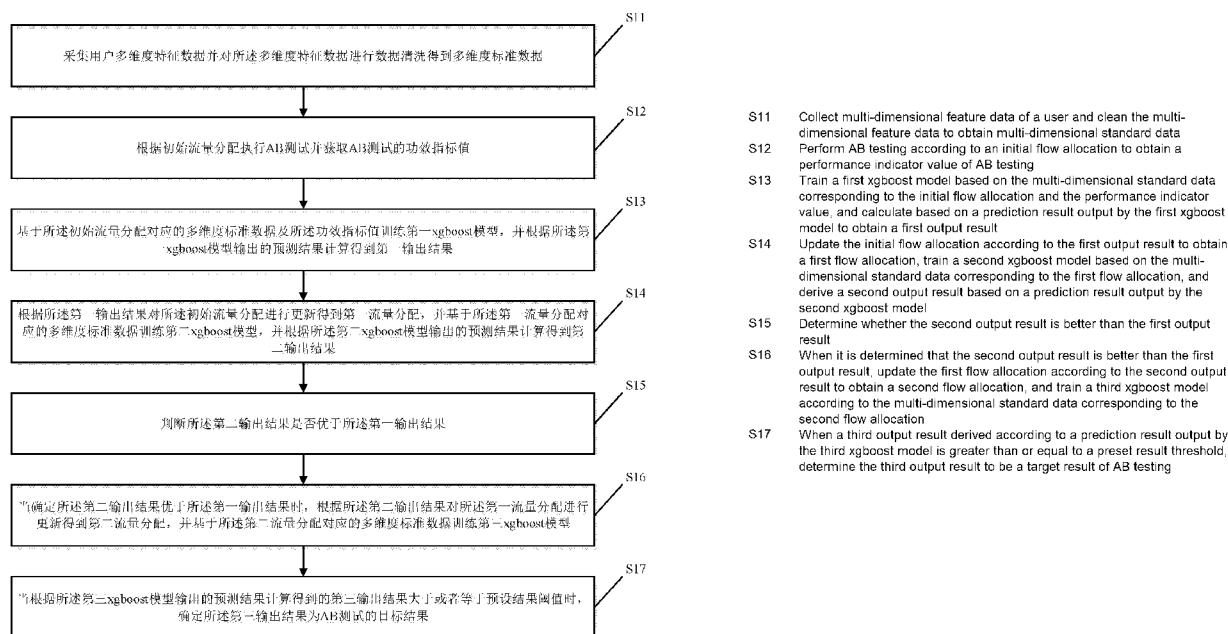 S11
采集用户多维度特征数据并对所述多维度特征数据进行数据清洗得到多维度标准数据
S12
根据初始流量分配执行AB测试并获取AB测试的功效指标值
S13
基于所述初始流量分配对应的多维度标准数据及所述功效指标值训练第一xgboost模型，并根据所述第
一xgboost模型输出的预测结果计算得到第一输出结果
S14
根据所述第一输出结果对所述初始流量分配进行更新得到第一流量分配，并基于所述第一流量分配对
应的多维度标准数据训练第二xgboost模型，并根据所述第二xgboost模型输出的预测结果计算得到第
二输出结果
S15
判断所述第二输出结果是否优于所述第一输出结果
S16
当确定所述第二输出结果优于所述第一输出结果时，根据所述第二输出结果对所述第一流量分配进行
更新得到第二流量分配，并基于所述第二流量分配对应的多维度标准数据训练第三xgboost模型
S17
当根据所述第三xgboost模型输出的预测结果计算得到的第三输出结果大于或者等于预设结果阈值时，
确定所述第三输出结果为AB测试的目标结果
S11 Collect multi-dimensional feature data of a user and clean the multi-
dimensional feature data to obtain multi-dimensional standard data
S12 Perform AB testing according to an initial flow allocation to obtain a
performance indicator value of AB testing
S13 Train a first xgboost model based on the multi-dimensional standard data
corresponding to the initial flow allocation and the performance indicator
value, and calculate based on a prediction result output by the first xgboost
model to obtain a first output result
S14 Update the initial flow allocation according to the first output result to obtain
a first flow allocation, train a second xgboost model based on the multi-
dimensional standard data corresponding to the first flow allocation, and
derive a second output result based on a prediction result output by the
second xgboost model
S15 Determine whether the second output result is better than the first output
result
S16 When it is determined that the second output result is better than the first
output result, update the first flow allocation according to the second output
result to obtain a second flow allocation, and train a third xgboost model
according to the multi-dimensional standard data corresponding to the
second flow allocation
S17 When a third output result derived according to a prediction result output by
the third xgboost model is greater than or equal to a preset result threshold,
determine the third output result to be a target result of AB testing